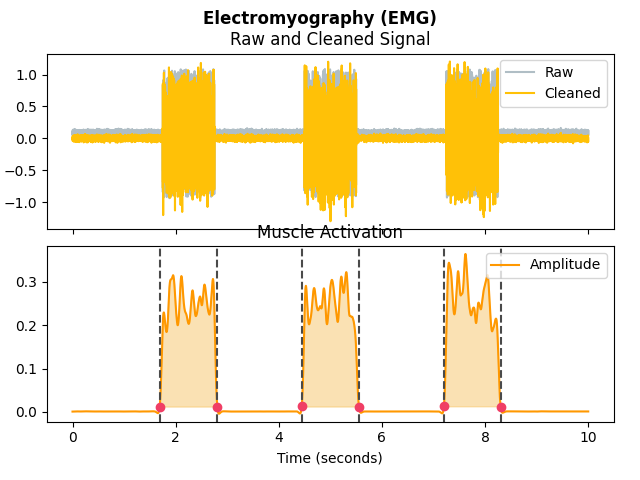 Electromyography (EMG)
Raw and Cleaned Signal
1.0
0.5
0.0
−0.5
−1.0
Raw
Cleaned
Muscle Activation
0.3
0.2
0.1
0.0
Amplitude
0 2 4 6 8 10
Time (seconds)